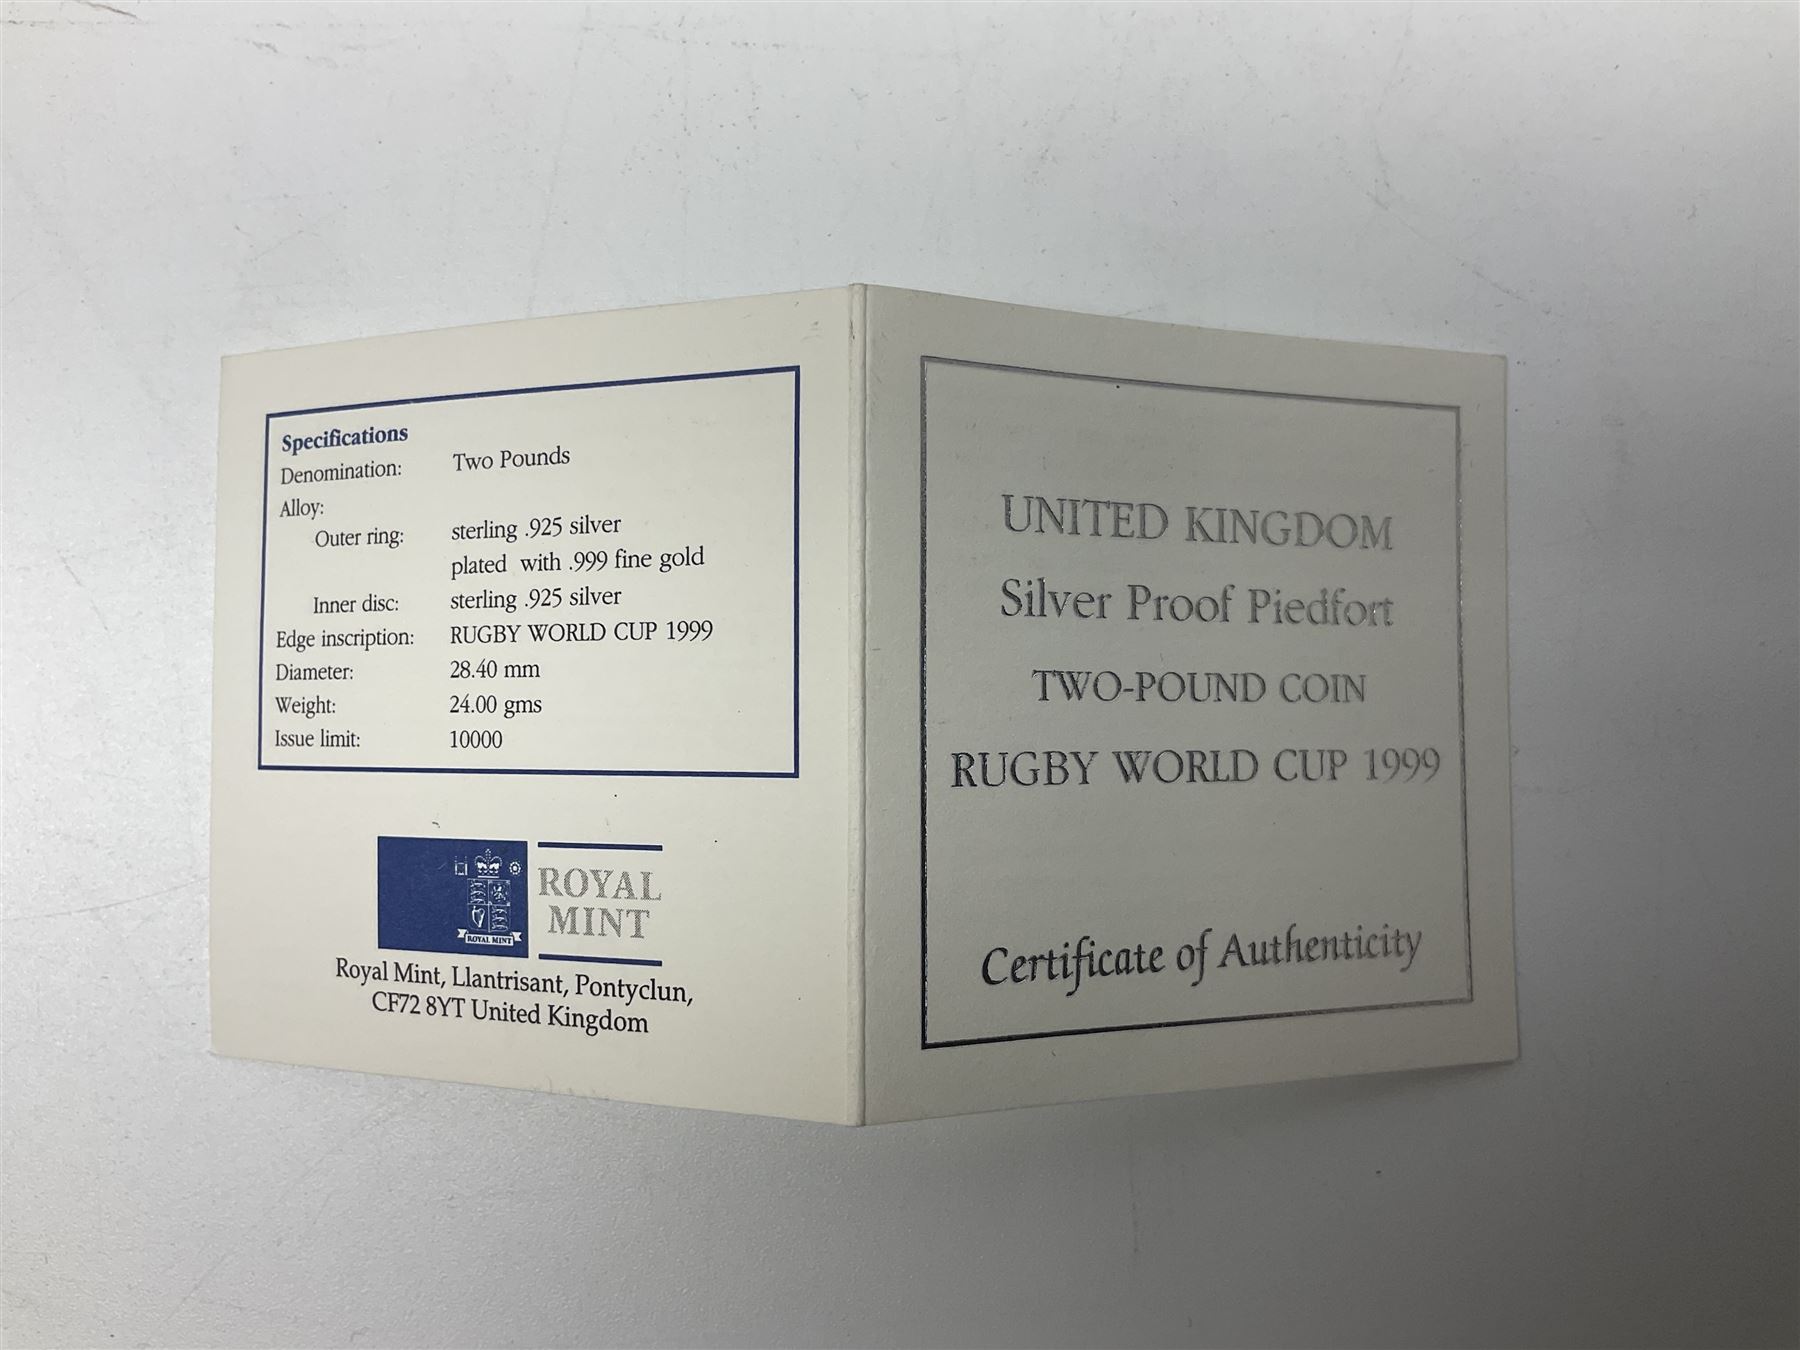 Specifications
Denomination: Two Pounds
Alloy:
Outer ring: sterling .925 silver
plated with .999 fine gold
Inner disc: sterling .925 silver
Edge inscription: RUGBY WORLD CUP 1999
Diameter: 28.40 mm
Weight: 24.00 gms
Issue limit: 10000
ROYAL MINT
ROYAL
MINT
Royal Mint, Llantrisant, Pontyclun,
CF72 8YT United Kingdom
UNITED KINGDOM
Silver Proof Piedfort
TWO-POUND COIN
RUGBY WORLD CUP 1999
Certificate of Authenticity